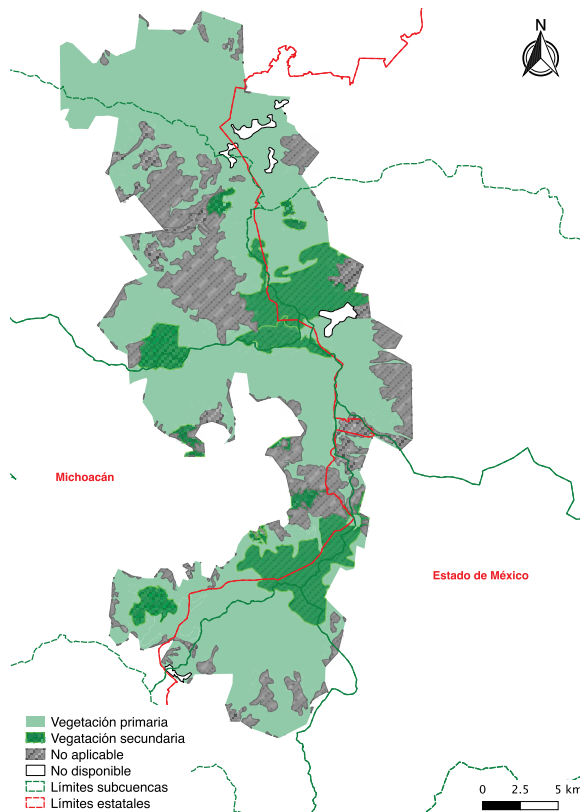 N
Michoacán
Estado de México
Vegetación primaria
Vegatación secundaria
No aplicable
No disponible
Límites subcuencas
Límites estatales
0 2.5 5 km